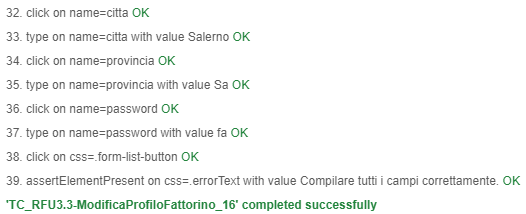 32. click on name=citta OK
33. type on name=citta with value Salerno OK
34. click on name=provincia OK
35. type on name=provincia with value Sa OK
36. click on name=password OK
37. type on name=password with value fa OK
38. click on css=.form-list-button OK
39. assertElementPresent on css=.errorText with value Compilare tutti i campi correttamente. OK
'TC_RFU3.3-ModificaProfiloFattorino_16' completed successfully